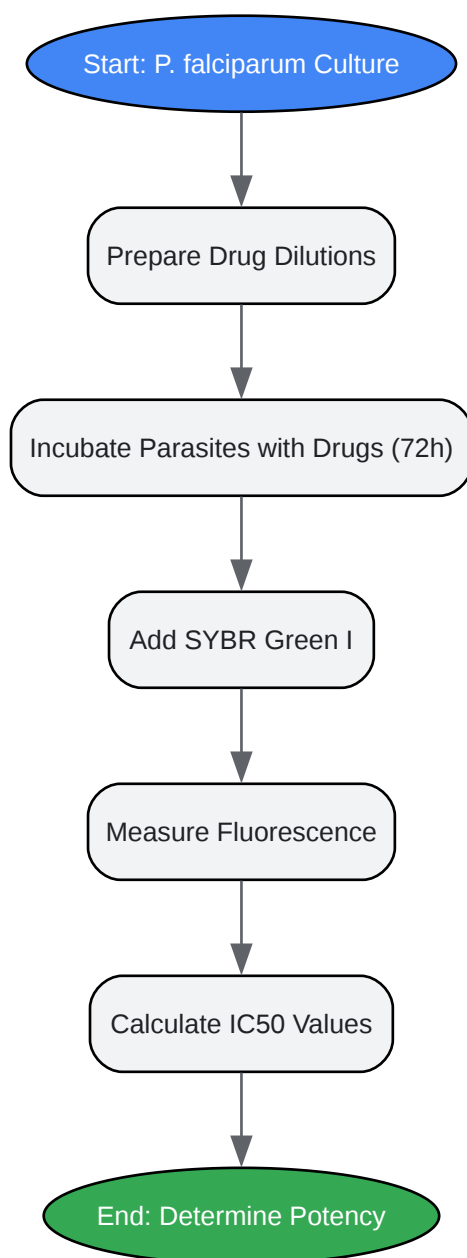 Start: P. falciparum Culture
Prepare Drug Dilutions
Incubate Parasites with Drugs (72h)
Add SYBR Green I
Measure Fluorescence
Calculate IC50 Values
End: Determine Potency